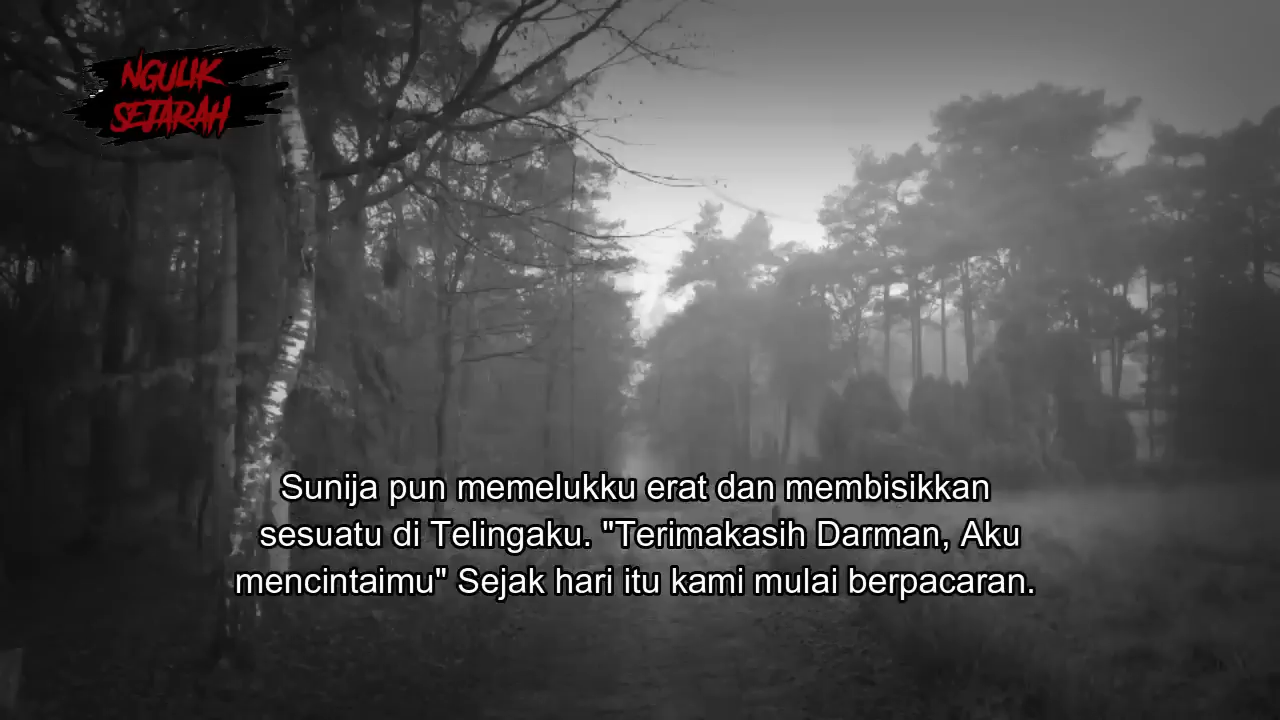 NGULIK
SEJARAH
Sunija pun memelukku erat dan membisikkan
sesuatu di Telingaku. "Terimakasih Darman, Aku
mencintaimu" Sejak hari itu kami mulai berpacaran.